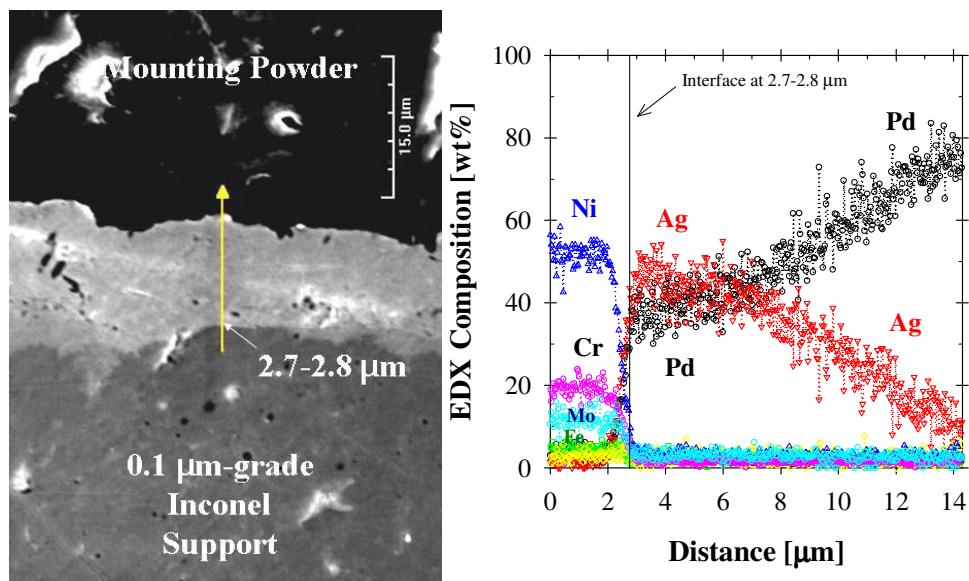 Mounting Powder
15.0 μm
2.7-2.8 μm
0.1 μm-grade
Inconel
Support
EDX Composition [wt%]
100
80
60
40
20
0
Interface at 2.7-2.8 μm
Pd
Ni
Ag
Cr
Pd
Ag
Mo
Fe
0 2 4 6 8 10 12 14
Distance [μm]